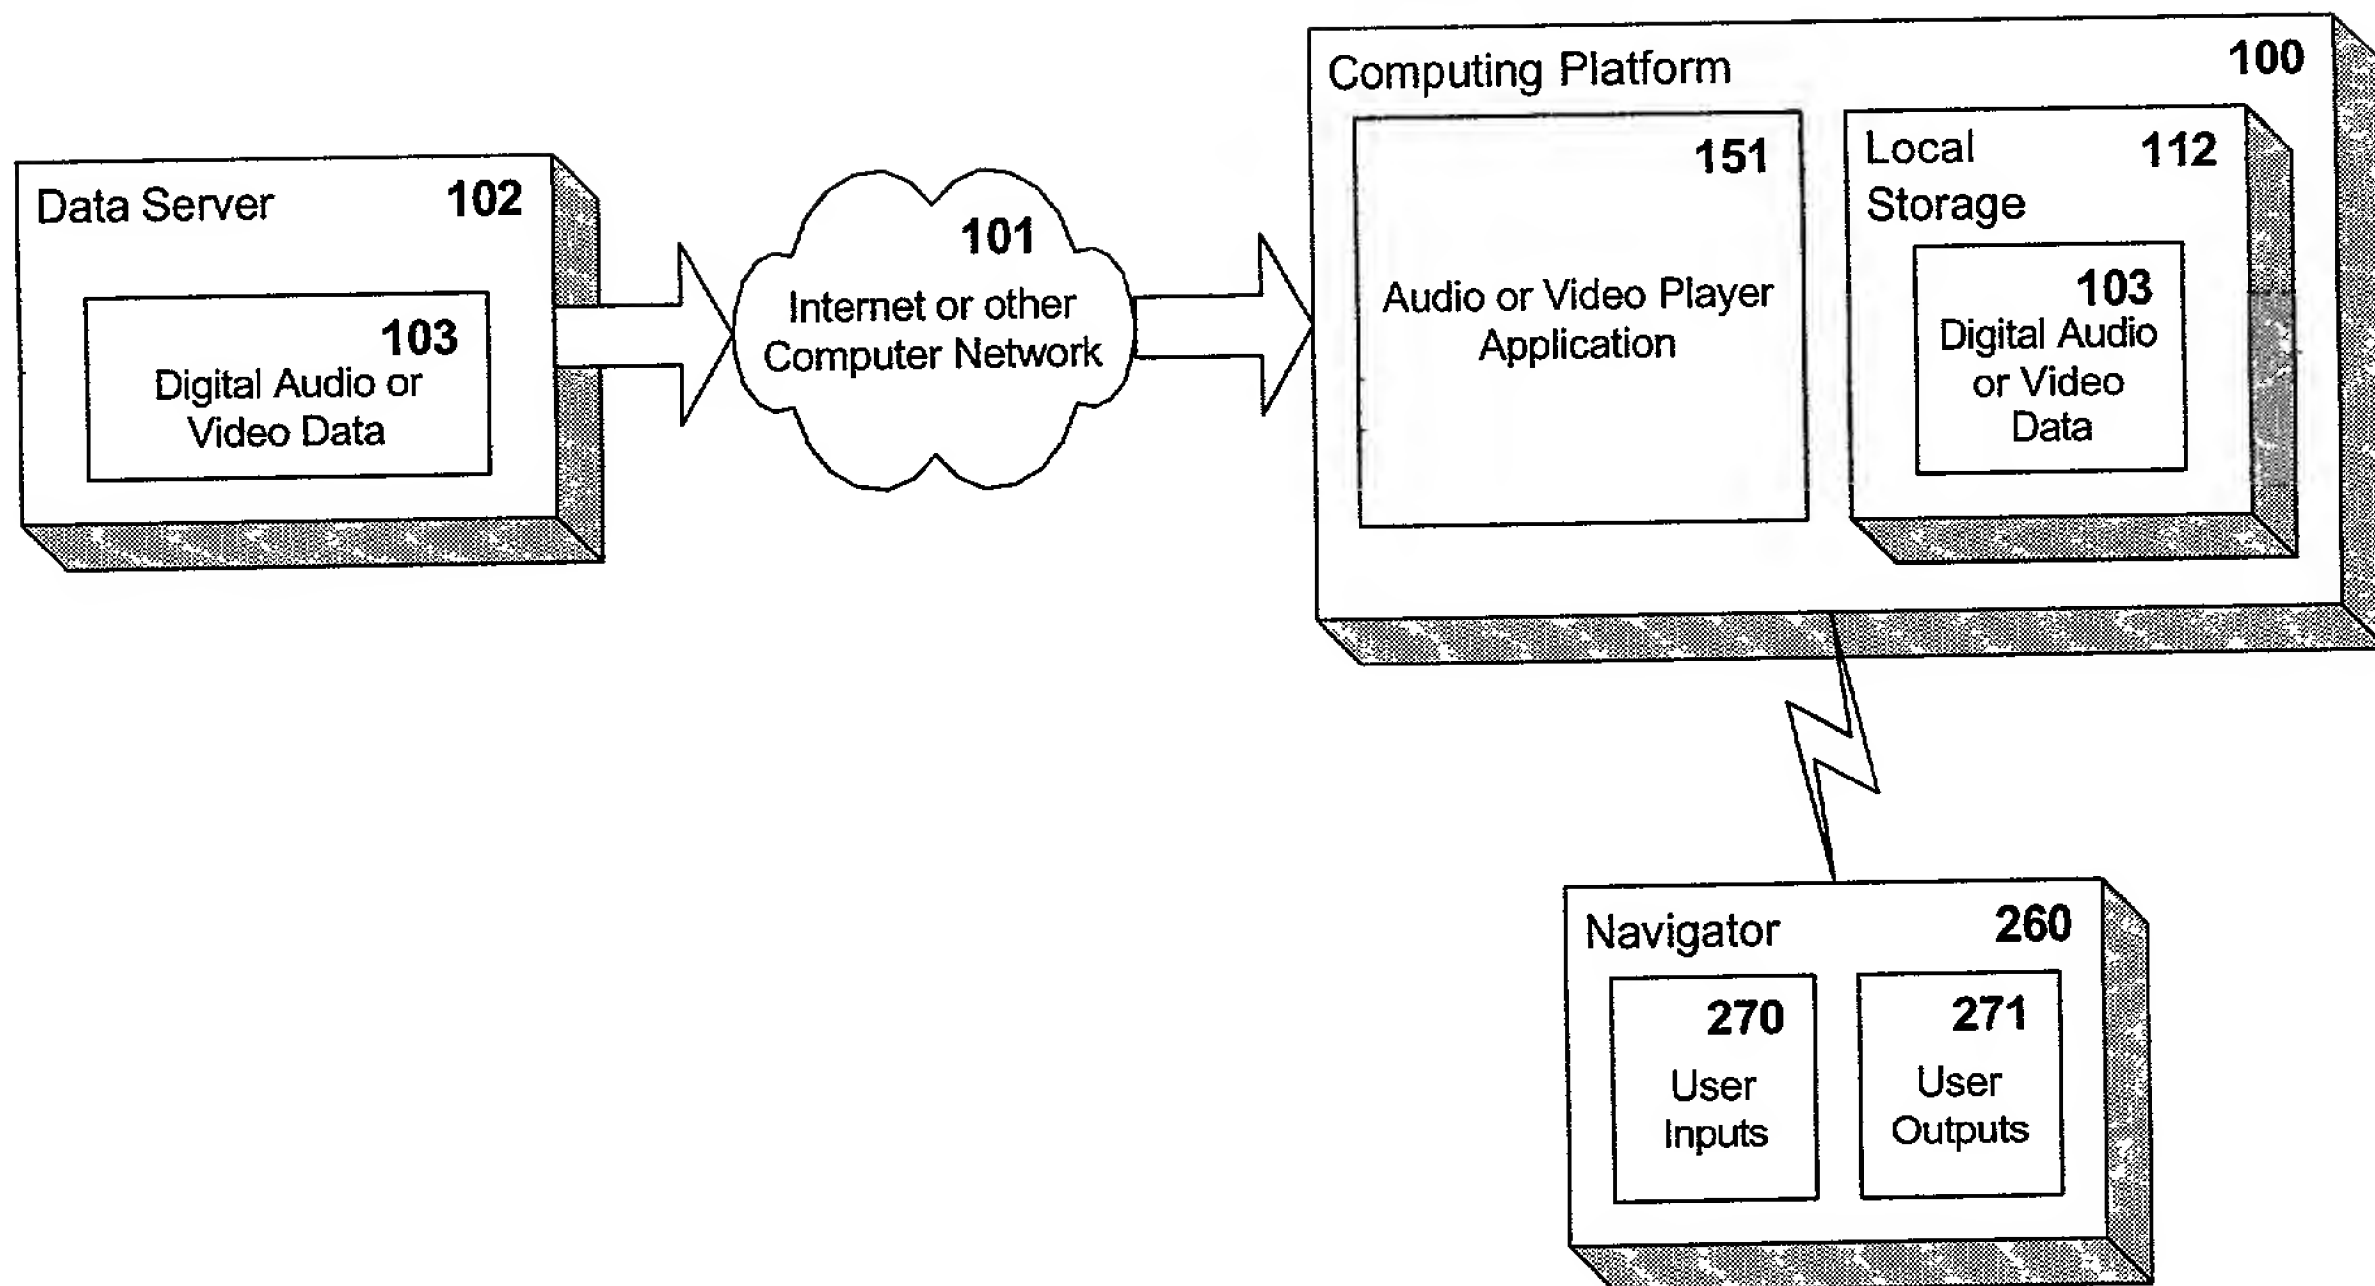 Data Server 102
103
Digital Audio or
Video Data
101
Internet or other
Computer Network
Computing Platform 100
151
Audio or Video Player
Application
Local 112
Storage
103
Digital Audio
or Video
Data
Navigator 260
270
User
Inputs
271
User
Outputs